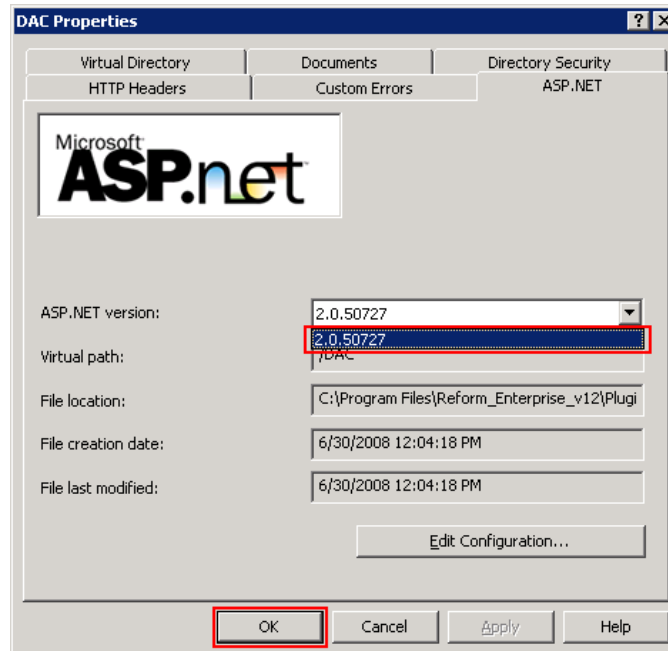 DAC Properties
Virtual Directory Documents Directory Security
HTTP Headers Custom Errors ASP.NET
Microsoft
ASP.net
ASP.NET version: 2.0.50727
2.0.50727
Virtual path: /DAC
File location: C:\Program Files\Reform_Enterprise_v12\Plugi
File creation date: 6/30/2008 12:04:18 PM
File last modified: 6/30/2008 12:04:18 PM
Edit Configuration...
OK Cancel Apply Help